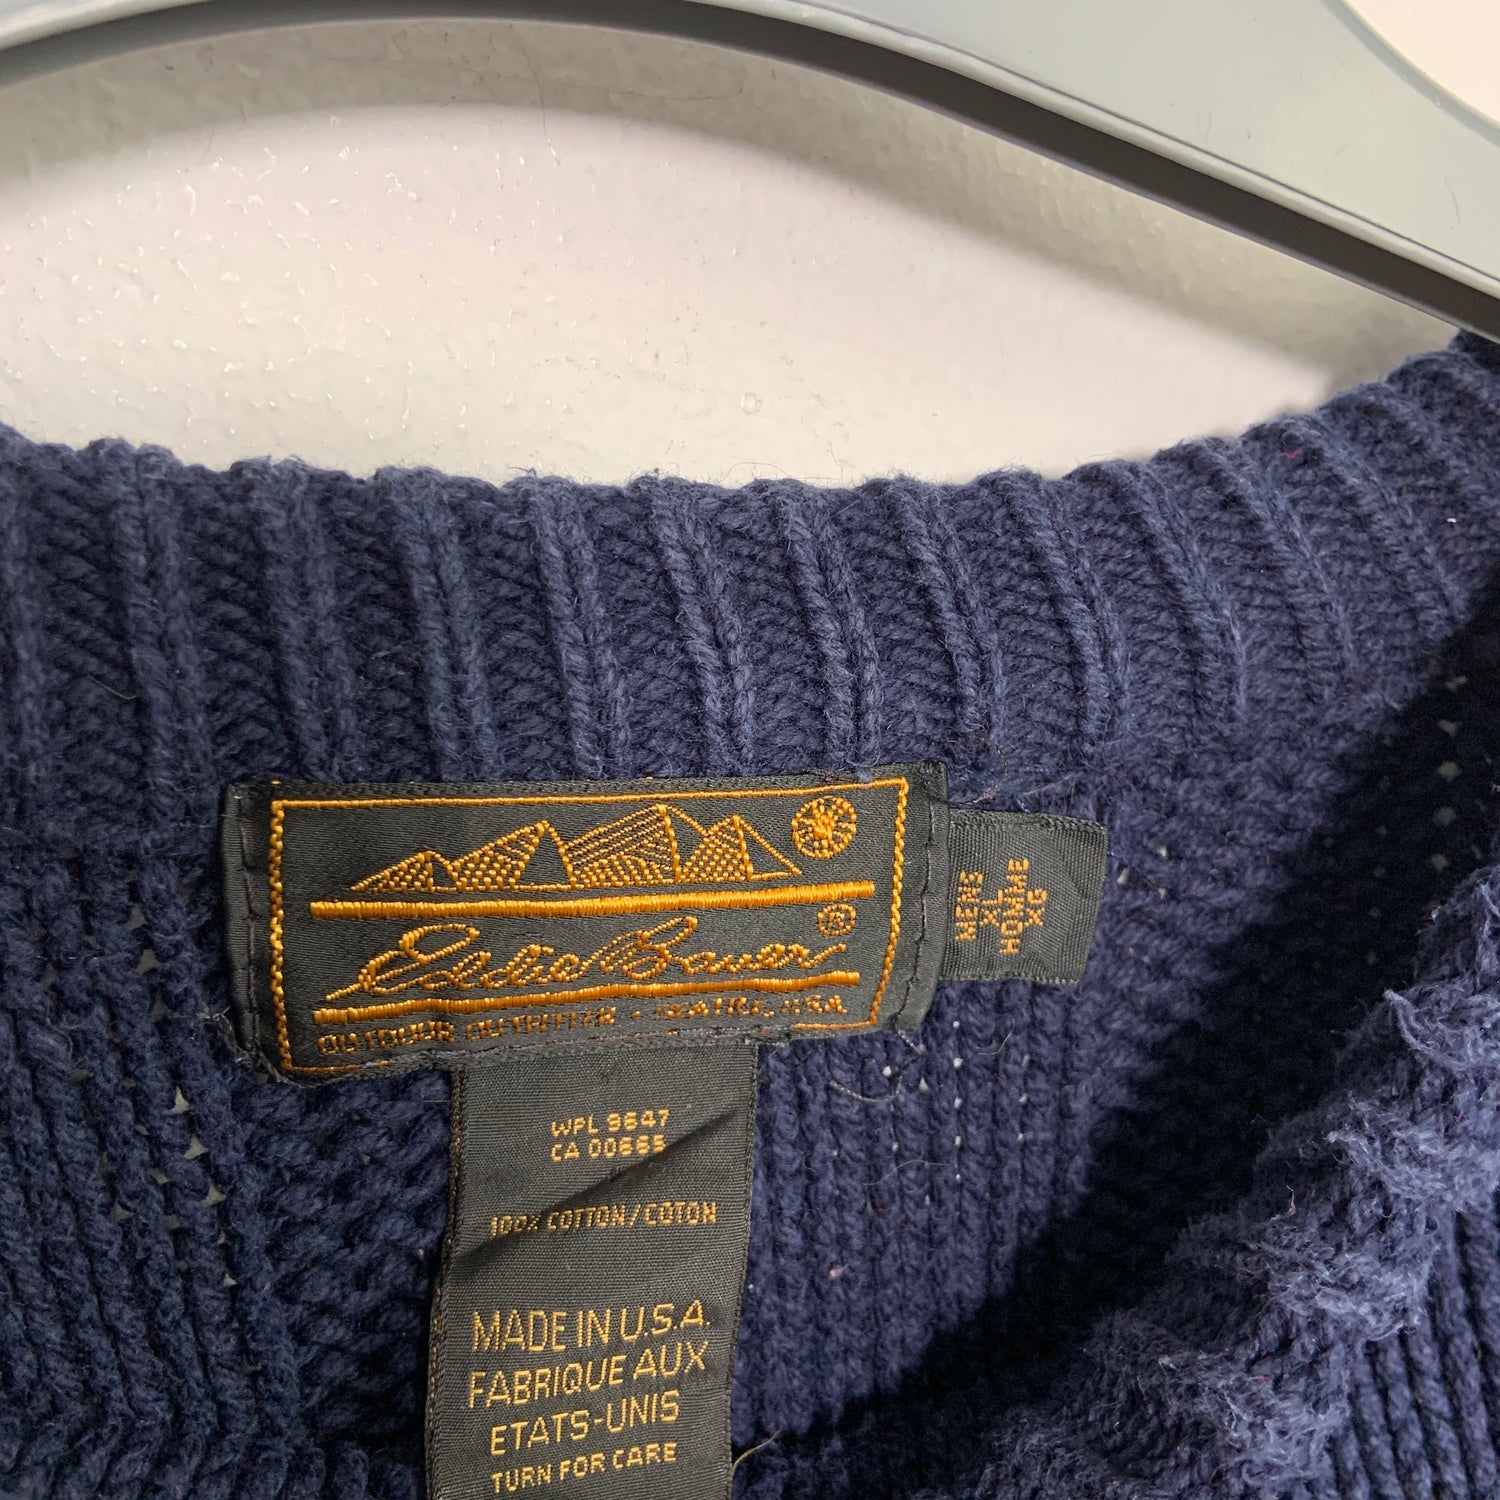 Eddie Bauer®
OUTDOOR OUTFITTER • SEATTLE, USA
MEN'S
XL
HOMME
XG
WPL 9647
CA 00665
100% COTTON/COTON
MADE IN U.S.A.
FABRIQUE AUX
ETATS-UNIS
TURN FOR CARE